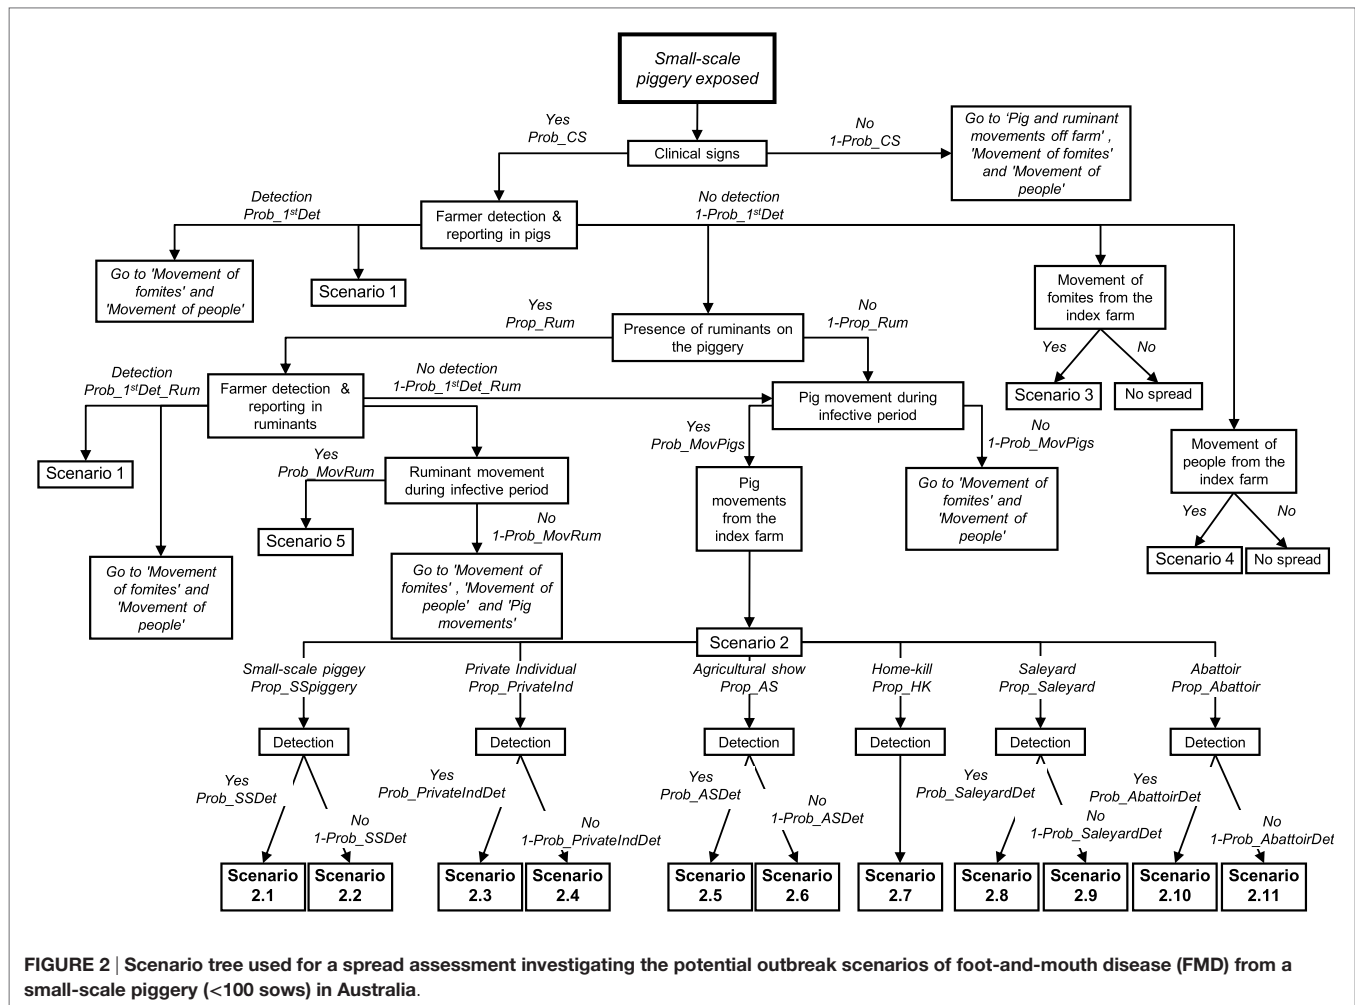 Small-scale
piggery exposed
Yes
Prob_CS
No
1-Prob_CS
Clinical signs
Go to 'Pig and ruminant
movements off farm' ,
'Movement of fomites'
and 'Movement of
people'
Detection
Prob_1stDet
No detection
1-Prob_1stDet
Farmer detection &
reporting in pigs
Go to 'Movement of
fomites' and
'Movement of people'
Scenario 1
Movement of
fomites from the
index farm
Yes
Prop_Rum
No
1-Prop_Rum
Presence of ruminants on
the piggery
Yes
No
Scenario 3
No spread
Detection
Prob_1stDet_Rum
No detection
1-Prob_1stDet_Rum
Farmer detection &
reporting in
ruminants
Pig movement during
infective period
Yes
Prob_MovPigs
No
1-Prob_MovPigs
Movement of
people from the
index farm
Scenario 1
Yes
Prob_MovRum
Ruminant movement
during infective period
Pig
movements
from the
index farm
Go to 'Movement of
fomites' and
'Movement of
people'
Yes
No
Scenario 5
No
1-Prob_MovRum
Scenario 4
No spread
Go to 'Movement
of fomites' and
'Movement of
people'
Go to 'Movement of
fomites' , 'Movement of
people' and 'Pig
movements'
Scenario 2
Small-scale piggey
Prop_SSpiggery
Private Individual
Prop_PrivateInd
Agricultural show
Prop_AS
Home-kill
Prop_HK
Saleyard
Prop_Saleyard
Abattoir
Prop_Abattoir
Detection
Detection
Detection
Detection
Detection
Detection
Yes
Prob_SSDet
No
1-Prob_SSDet
Yes
Prob_PrivateIndDet
No
1-Prob_PrivateIndDet
Yes
Prob_ASDet
No
1-Prob_ASDet
Yes
Prob_SaleyardDet
No
1-Prob_SaleyardDet
Yes
Prob_AbattoirDet
No
1-Prob_AbattoirDet
Scenario
2.1
Scenario
2.2
Scenario
2.3
Scenario
2.4
Scenario
2.5
Scenario
2.6
Scenario
2.7
Scenario
2.8
Scenario
2.9
Scenario
2.10
Scenario
2.11
FIGURE 2 | Scenario tree used for a spread assessment investigating the potential outbreak scenarios of foot-and-mouth disease (FMD) from a
small-scale piggery (<100 sows) in Australia.